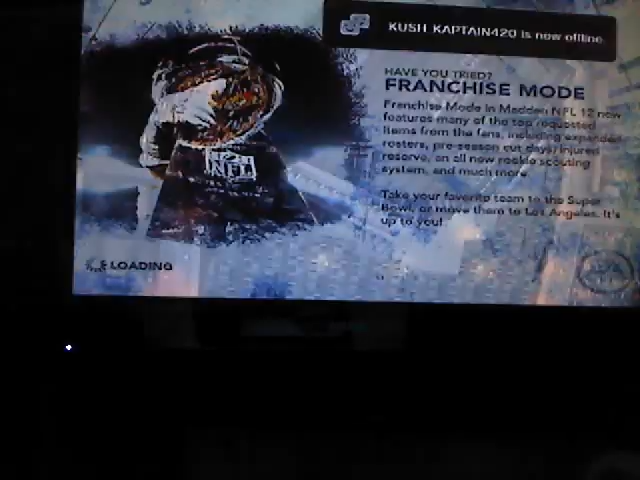 KUSH KAPTAIN420 is now offline.
HAVE YOU TRIED?
FRANCHISE MODE
Franchise Mode in Madden NFL 12 now
features many of the top requested
items from the fans, including expanded
rosters, pre-season cut days, injured
reserve, an all new rookie scouting
system, and much more.
Take your favorite team to the Super
Bowl, or move them to Los Angeles. It's
up to you!
NFL
LOADING
EA